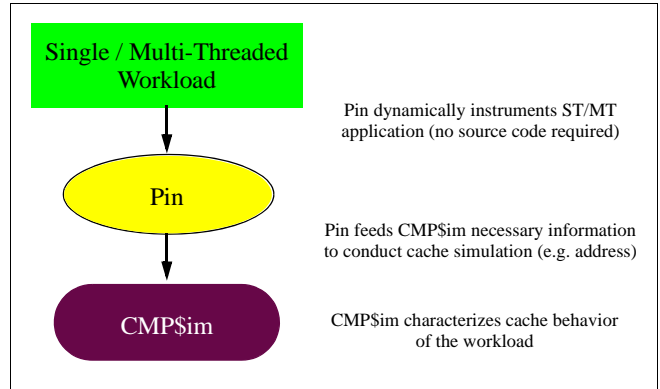 Single / Multi-Threaded
Workload
Pin dynamically instruments ST/MT
application (no source code required)
Pin
Pin feeds CMP$im necessary information
to conduct cache simulation (e.g. address)
CMP$im
CMP$im characterizes cache behavior
of the workload